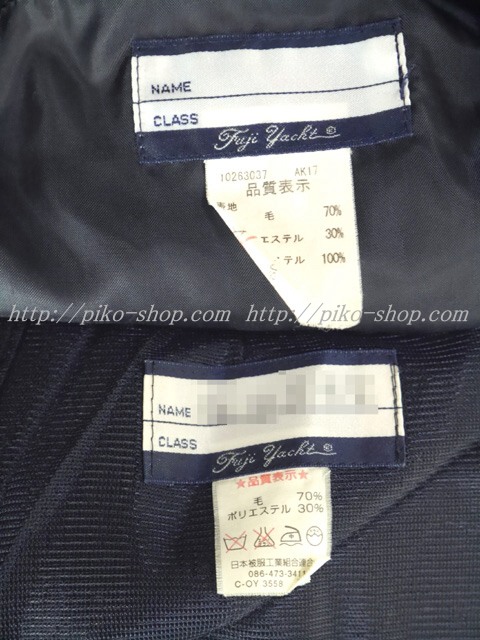 NAME
CLASS
Fuji Yacht ®
10263037 AK17
品質表示
表地
毛 70%
エステル 30%
テル 100%
http://piko-shop.com/ http://piko-shop.com/
NAME
CLASS
Fuji Yacht ®
★品質表示★
毛 70%
ポリエステル 30%
日本被服工業組合連合
086-473-3411
C-OY 3558